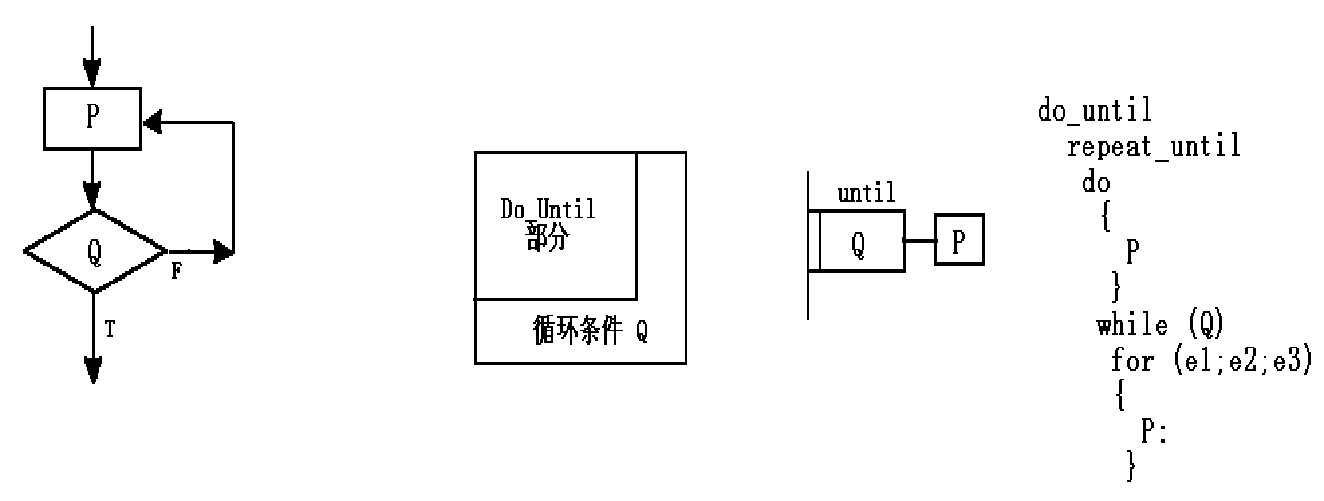 P
Q
F
T
Do_Until
部分
循环条件 Q
until
Q
P
do_until
repeat_until
do
{
P
}
while (Q)
for (e1;e2;e3)
{
P:
}